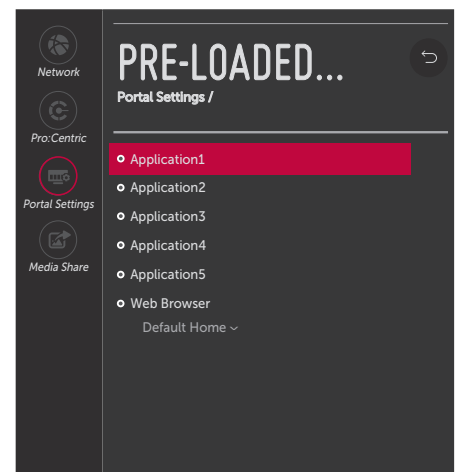 Network
Pro:Centric
Portal Settings
Media Share
PRE-LOADED...
Portal Settings /
Application1
Application2
Application3
Application4
Application5
Web Browser
Default Home